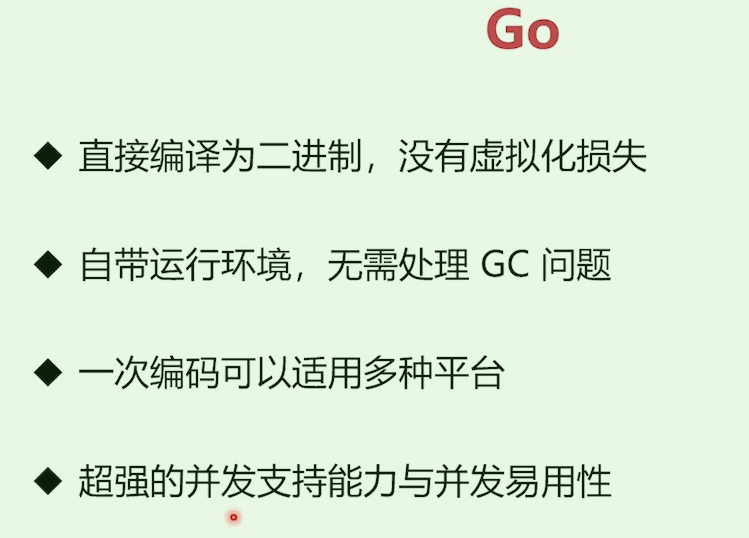 Go
◆ 直接编译为二进制，没有虚拟化损失
◆ 自带运行环境，无需处理 GC 问题
◆ 一次编码可以适用多种平台
◆ 超强的并发支持能力与并发易用性